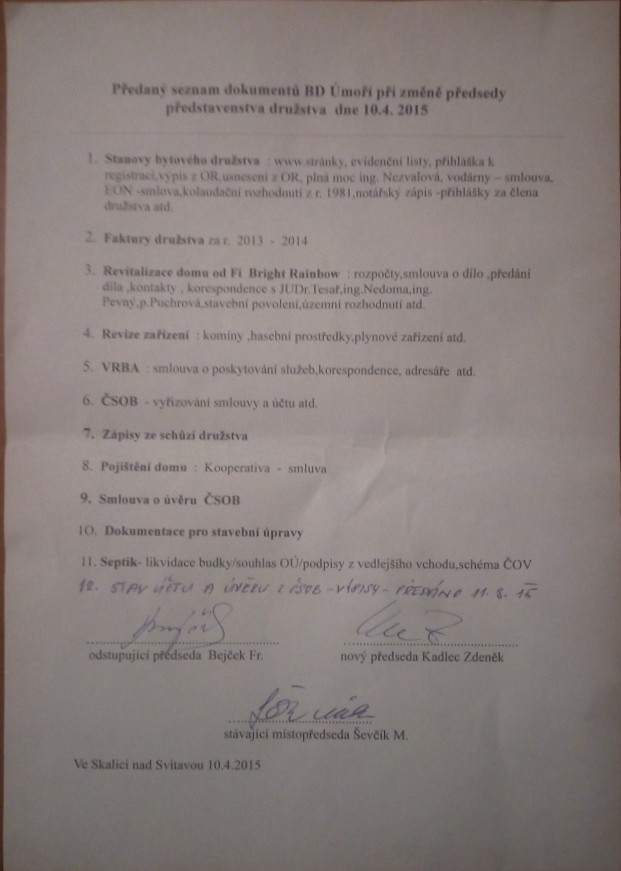 Předaný seznam dokumentů BD Úmoří při změně předsedy
představenstva družstva dne 10.4. 2015
1. Stanovy bytového družstva : www.stránky, evidenční listy, přihláška k
registraci,výpis z OR,usnesení z OR, plná moc ing. Nezvalová, vodárny – smlouva,
EON -smlova,kolaudační rozhodnutí z r. 1981,notářský zápis -přihlášky za člena
družstva atd.
2. Faktury družstva za r. 2013 - 2014
3. Revitalizace domu od Fi Bright Rainbow : rozpočty,smlouva o dílo ,předání
díla ,kontakty , korespondence s JUDr.Tesař,ing.Nedoma,ing.
Pevný,p.Puchrová,stavební povolení,územní rozhodnutí atd.
4. Revize zařízení : komíny ,hasební prostředky,plynové zařízení atd.
5. VRBA : smlouva o poskytování služeb,korespondence, adresáře atd.
6. ČSOB - vyřizování smlouvy a účtu atd.
7. Zápisy ze schůzí družstva
8. Pojištění domu : Kooperativa - smluva
9. Smlouva o úvěru ČSOB
10. Dokumentace pro stavební úpravy
11. Septik- likvidace budky/souhlas OÚ/podpisy z vedlejšího vchodu,schéma ČOV
12. STAV ÚČTU A ÚVĚRU Z ČSOB - VÝPISY - PŘEDÁNO 11. 8. 15
odstupující předseda Bejček Fr. nový předseda Kadlec Zdeněk
stávající místopředseda Ševčík M.
Ve Skalici nad Svitavou 10.4.2015